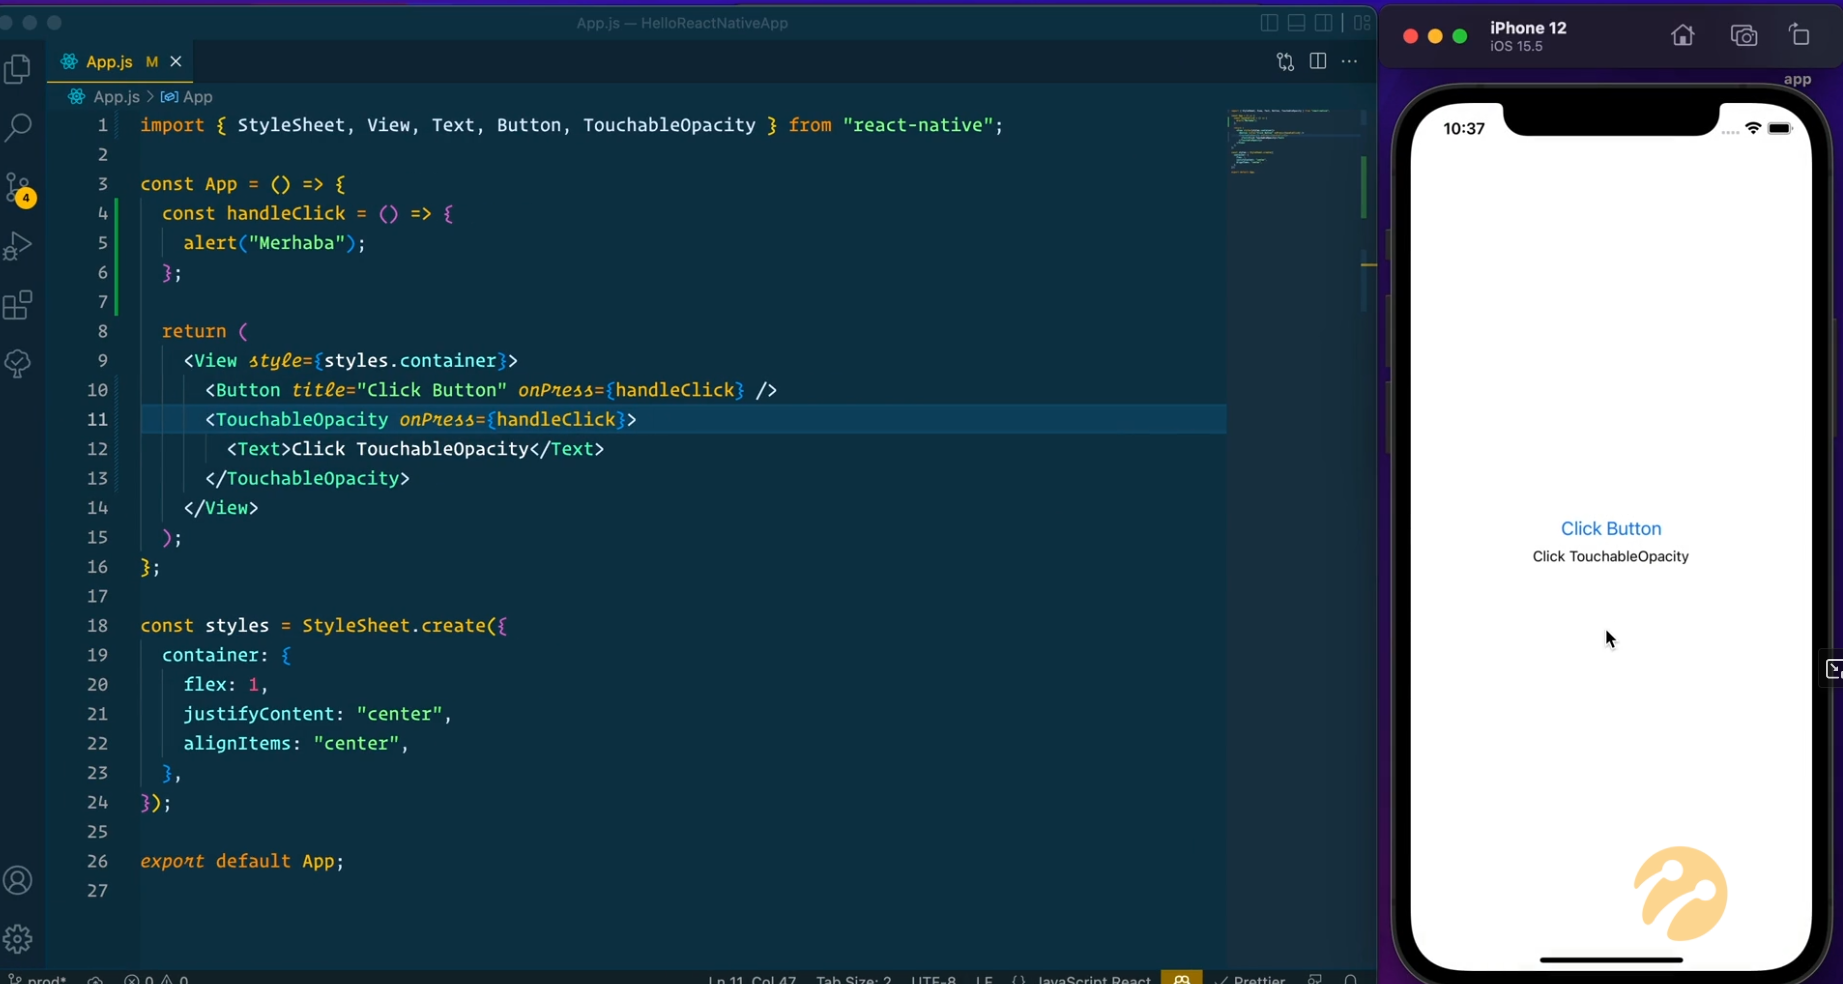 App.js — HelloReactNativeApp
App.js M
App.js > App
1 import { StyleSheet, View, Text, Button, TouchableOpacity } from "react-native";
2
3 const App = () => {
4 const handleClick = () => {
5 alert("Merhaba");
6 };
7
8 return (
9 <View style={styles.container}>
10 <Button title="Click Button" onPress={handleClick} />
11 <TouchableOpacity onPress={handleClick}>
12 <Text>Click TouchableOpacity</Text>
13 </TouchableOpacity>
14 </View>
15 );
16 };
17
18 const styles = StyleSheet.create({
19 container: {
20 flex: 1,
21 justifyContent: "center",
22 alignItems: "center",
23 },
24 });
25
26 export default App;
27
4
prod* 0 0 Ln 11, Col 47 Tab Size: 2 UTF-8 LF {} JavaScript React ✓ Prettier
iPhone 12
iOS 15.5
app
10:37
Click Button
Click TouchableOpacity